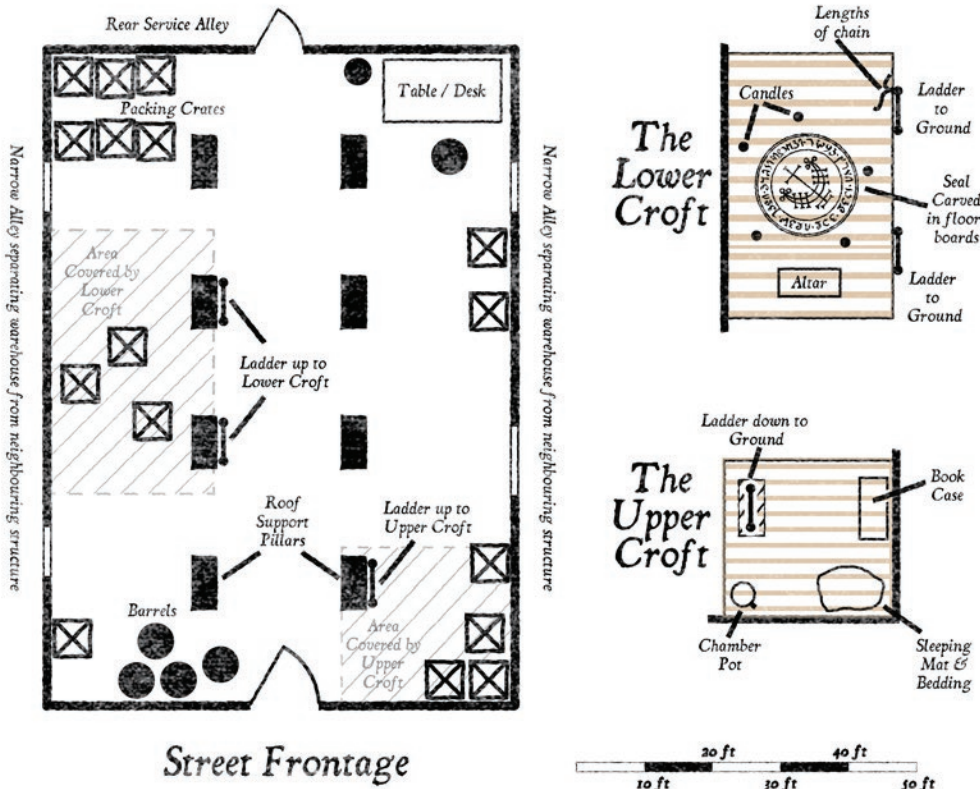 Rear Service Alley
Table / Desk
Packing Crates
Narrow Alley separating warehouse from neighbouring structure
Area
Covered by
Lower
Croft
Ladder up to
Lower Croft
Roof
Support
Pillars
Ladder up to
Upper Croft
Barrels
Area
Covered by
Upper
Croft
Narrow Alley separating warehouse from neighbouring structure
Street Frontage
The
Lower
Croft
Lengths
of chain
Candles
Ladder
to
Ground
Seal
Carved
in floor
boards
Altar
Ladder
to
Ground
The
Upper
Croft
Ladder down to
Ground
Book
Case
Chamber
Pot
Sleeping
Mat &
Bedding
20 ft
40 ft
10 ft
30 ft
50 ft